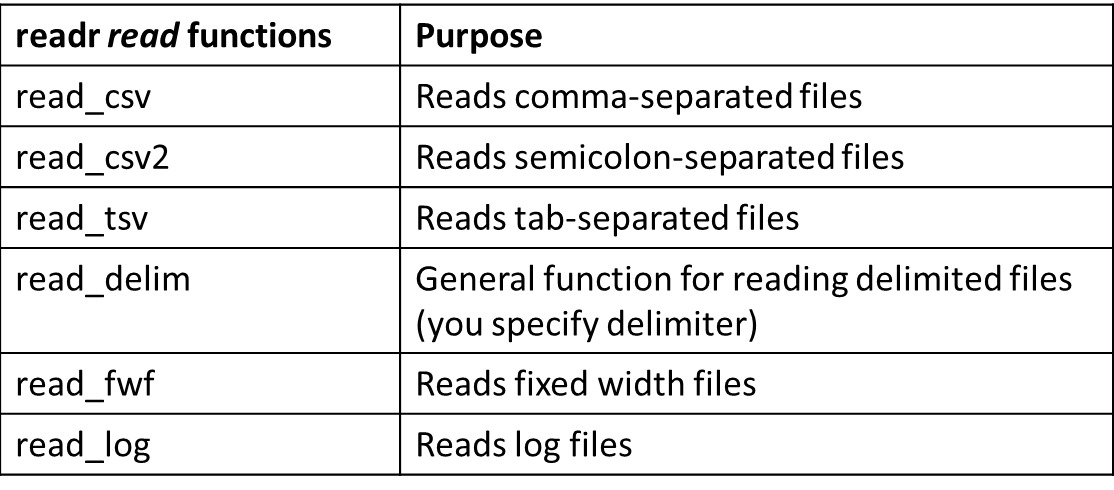 readr read functions Purpose
read_csv Reads comma-separated files
read_csv2 Reads semicolon-separated files
read_tsv Reads tab-separated files
read_delim General function for reading delimited files
(you specify delimiter)
read_fwf Reads fixed width files
read_log Reads log files